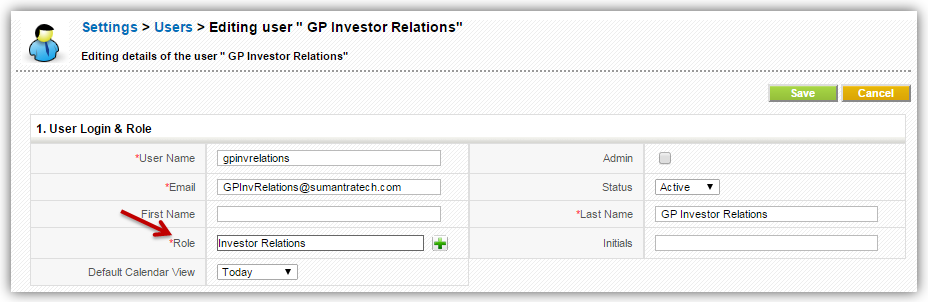 Settings > Users > Editing user " GP Investor Relations"
Editing details of the user " GP Investor Relations"
Save Cancel
1. User Login & Role
*User Name gpinvrelations Admin
*Email GPInvRelations@sumantratech.com Status Active
First Name *Last Name GP Investor Relations
*Role Investor Relations Initials
Default Calendar View Today